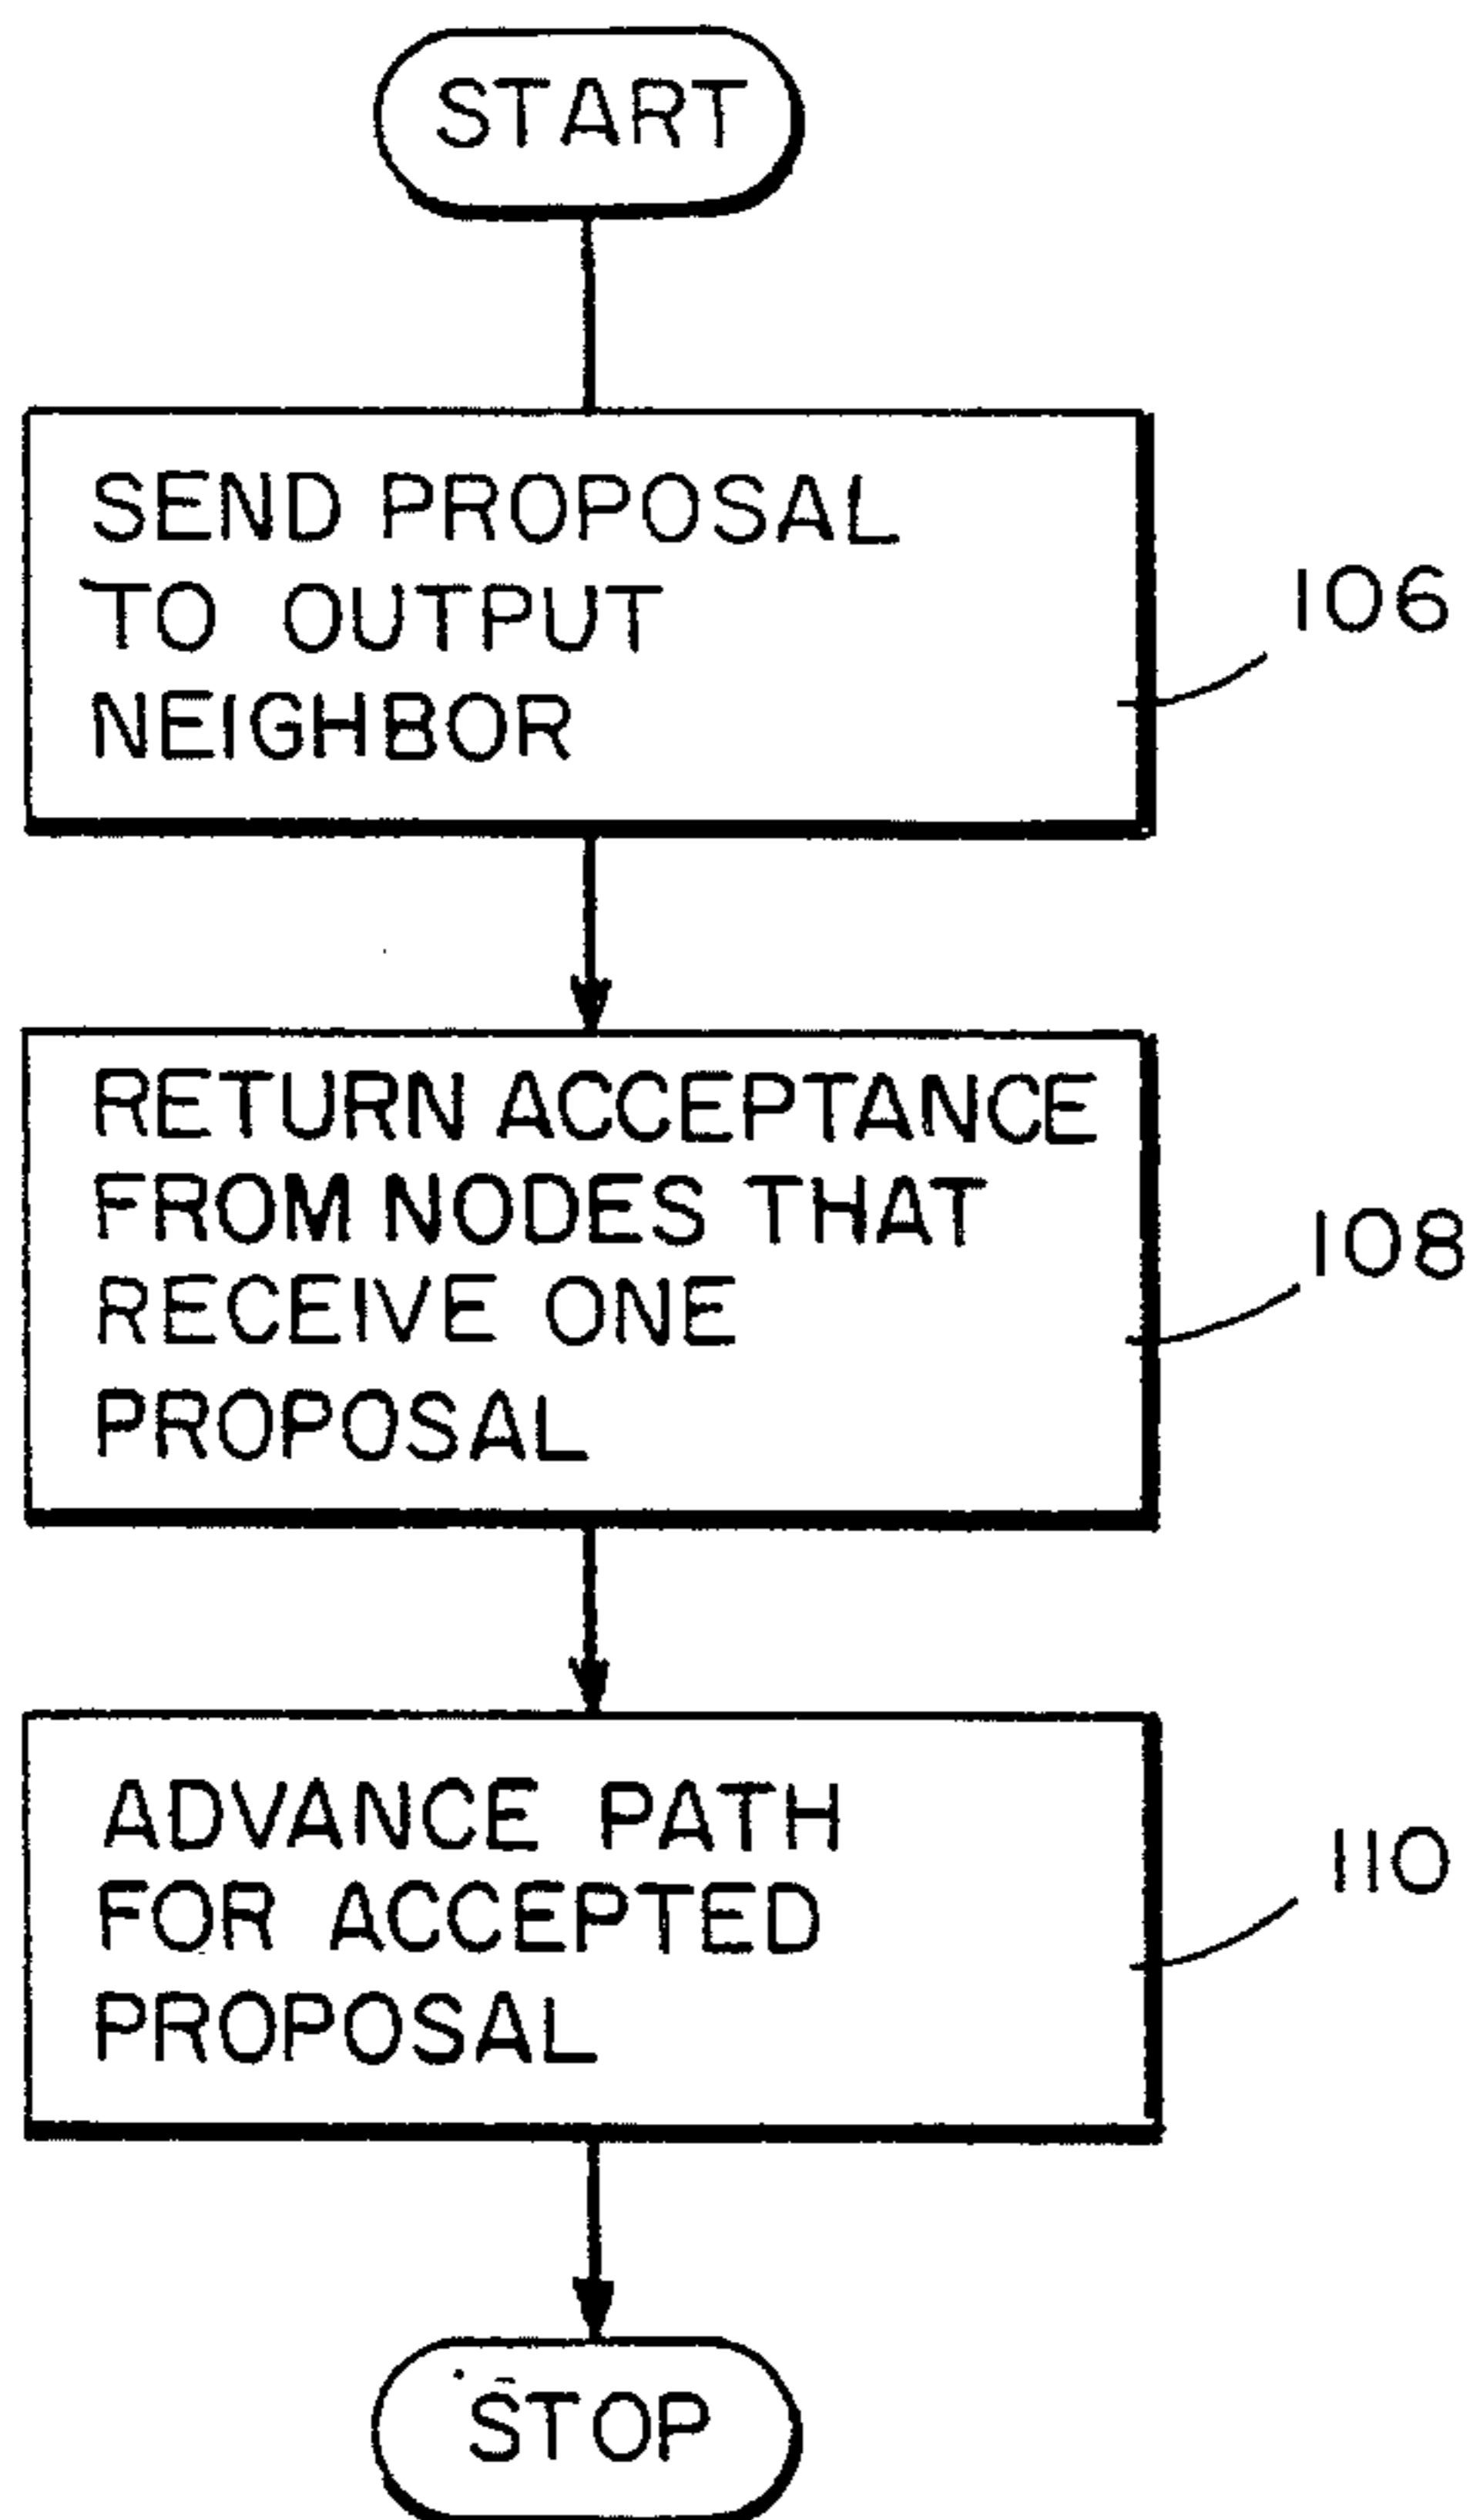 START
SEND PROPOSAL
TO OUTPUT
NEIGHBOR
106
RETURN ACCEPTANCE
FROM NODES THAT
RECEIVE ONE
PROPOSAL
108
ADVANCE PATH
FOR ACCEPTED
PROPOSAL
110
STOP